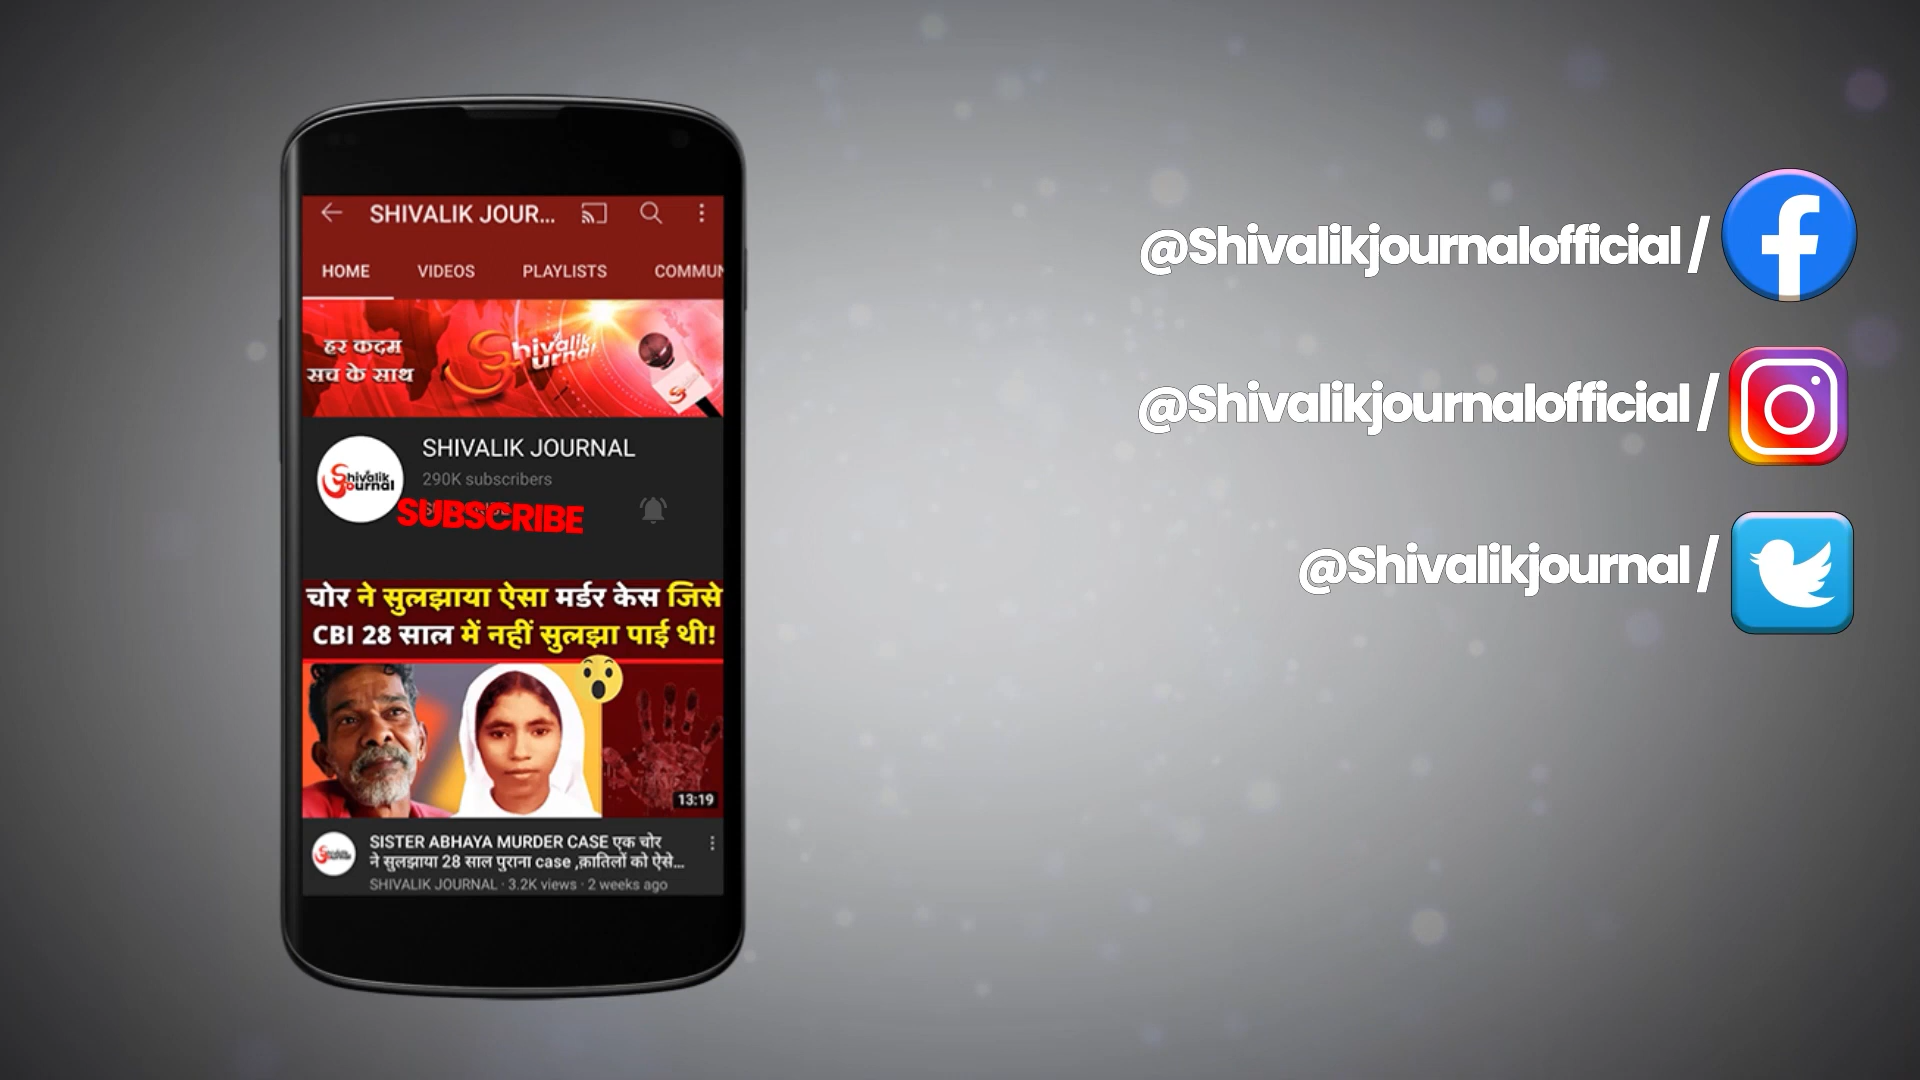 SHIVALIK JOUR...
HOME VIDEOS PLAYLISTS COMMUN
हर कदम
सच के साथ
Shivalik
Journal
SHIVALIK JOURNAL
290K subscribers
Shivalik
Journal
SUBSCRIBE
चोर ने सुलझाया ऐसा मर्डर केस जिसे
CBI 28 साल में नहीं सुलझा पाई थी!
13:19
SISTER ABHAYA MURDER CASE एक चोर
ने सुलझाया 28 साल पुराना case ,क़ातिलों को ऐसे...
SHIVALIK JOURNAL · 3.2K views · 2 weeks ago
@Shivalikjournalofficial /
@Shivalikjournalofficial /
@Shivalikjournal /